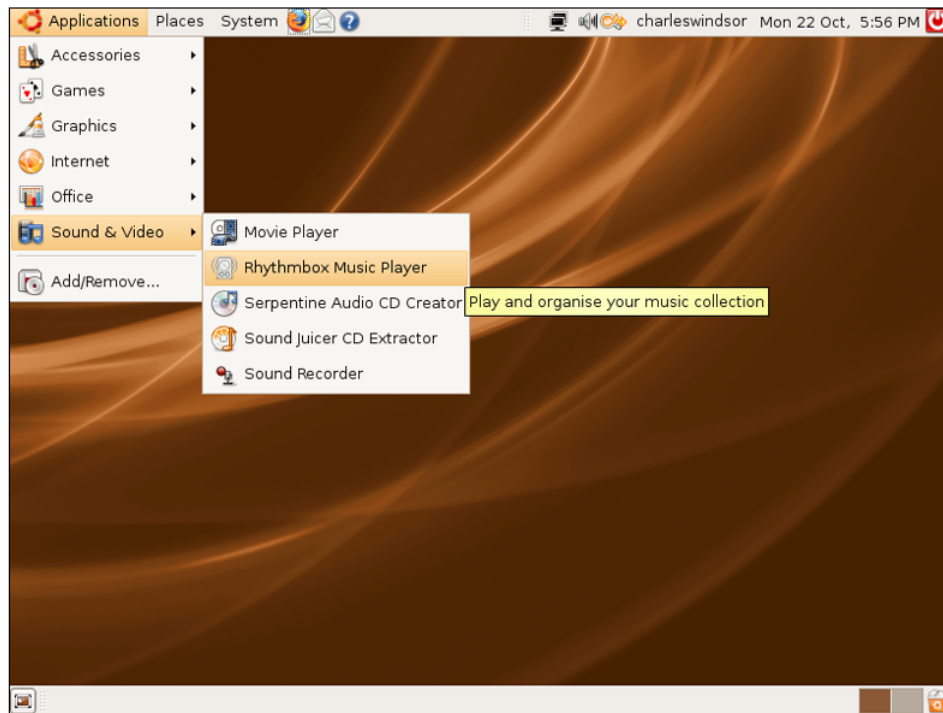 Applications Places System charleswindsor Mon 22 Oct, 5:56 PM
Accessories
Games
Graphics
Internet
Office
Sound & Video
Add/Remove...
Movie Player
Rhythmbox Music Player
Serpentine Audio CD Creator
Play and organise your music collection
Sound Juicer CD Extractor
Sound Recorder